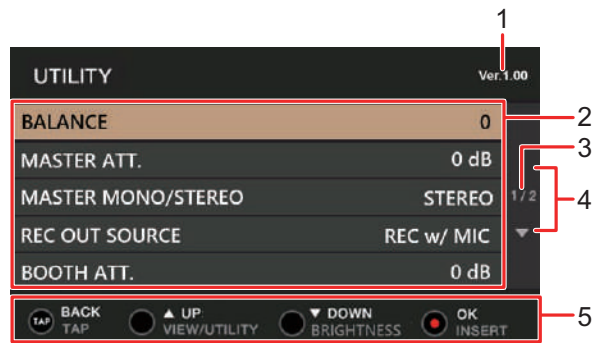 1
UTILITY Ver.1.00
BALANCE 0 2
3
MASTER ATT. 0 dB
MASTER MONO/STEREO STEREO 1/2 4
REC OUT SOURCE REC w/ MIC ▼
BOOTH ATT. 0 dB
TAP BACK ▲ UP ▼ DOWN OK 5
TAP VIEW/UTILITY BRIGHTNESS INSERT